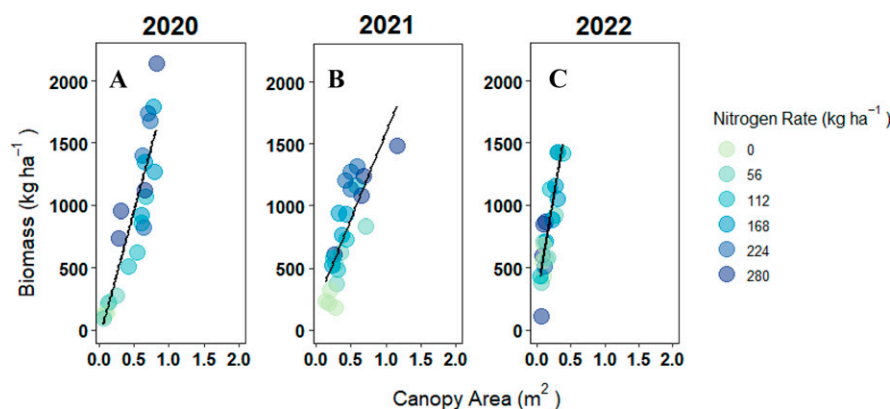 2020 2021 2022
A B C
Biomass (kg ha⁻¹)
2000 2000 2000
1500 1500 1500
1000 1000 1000
500 500 500
0 0 0
0.0 0.5 1.0 1.5 2.0 0.0 0.5 1.0 1.5 2.0 0.0 0.5 1.0 1.5 2.0
Canopy Area (m²)
Nitrogen Rate (kg ha⁻¹)
0
56
112
168
224
280